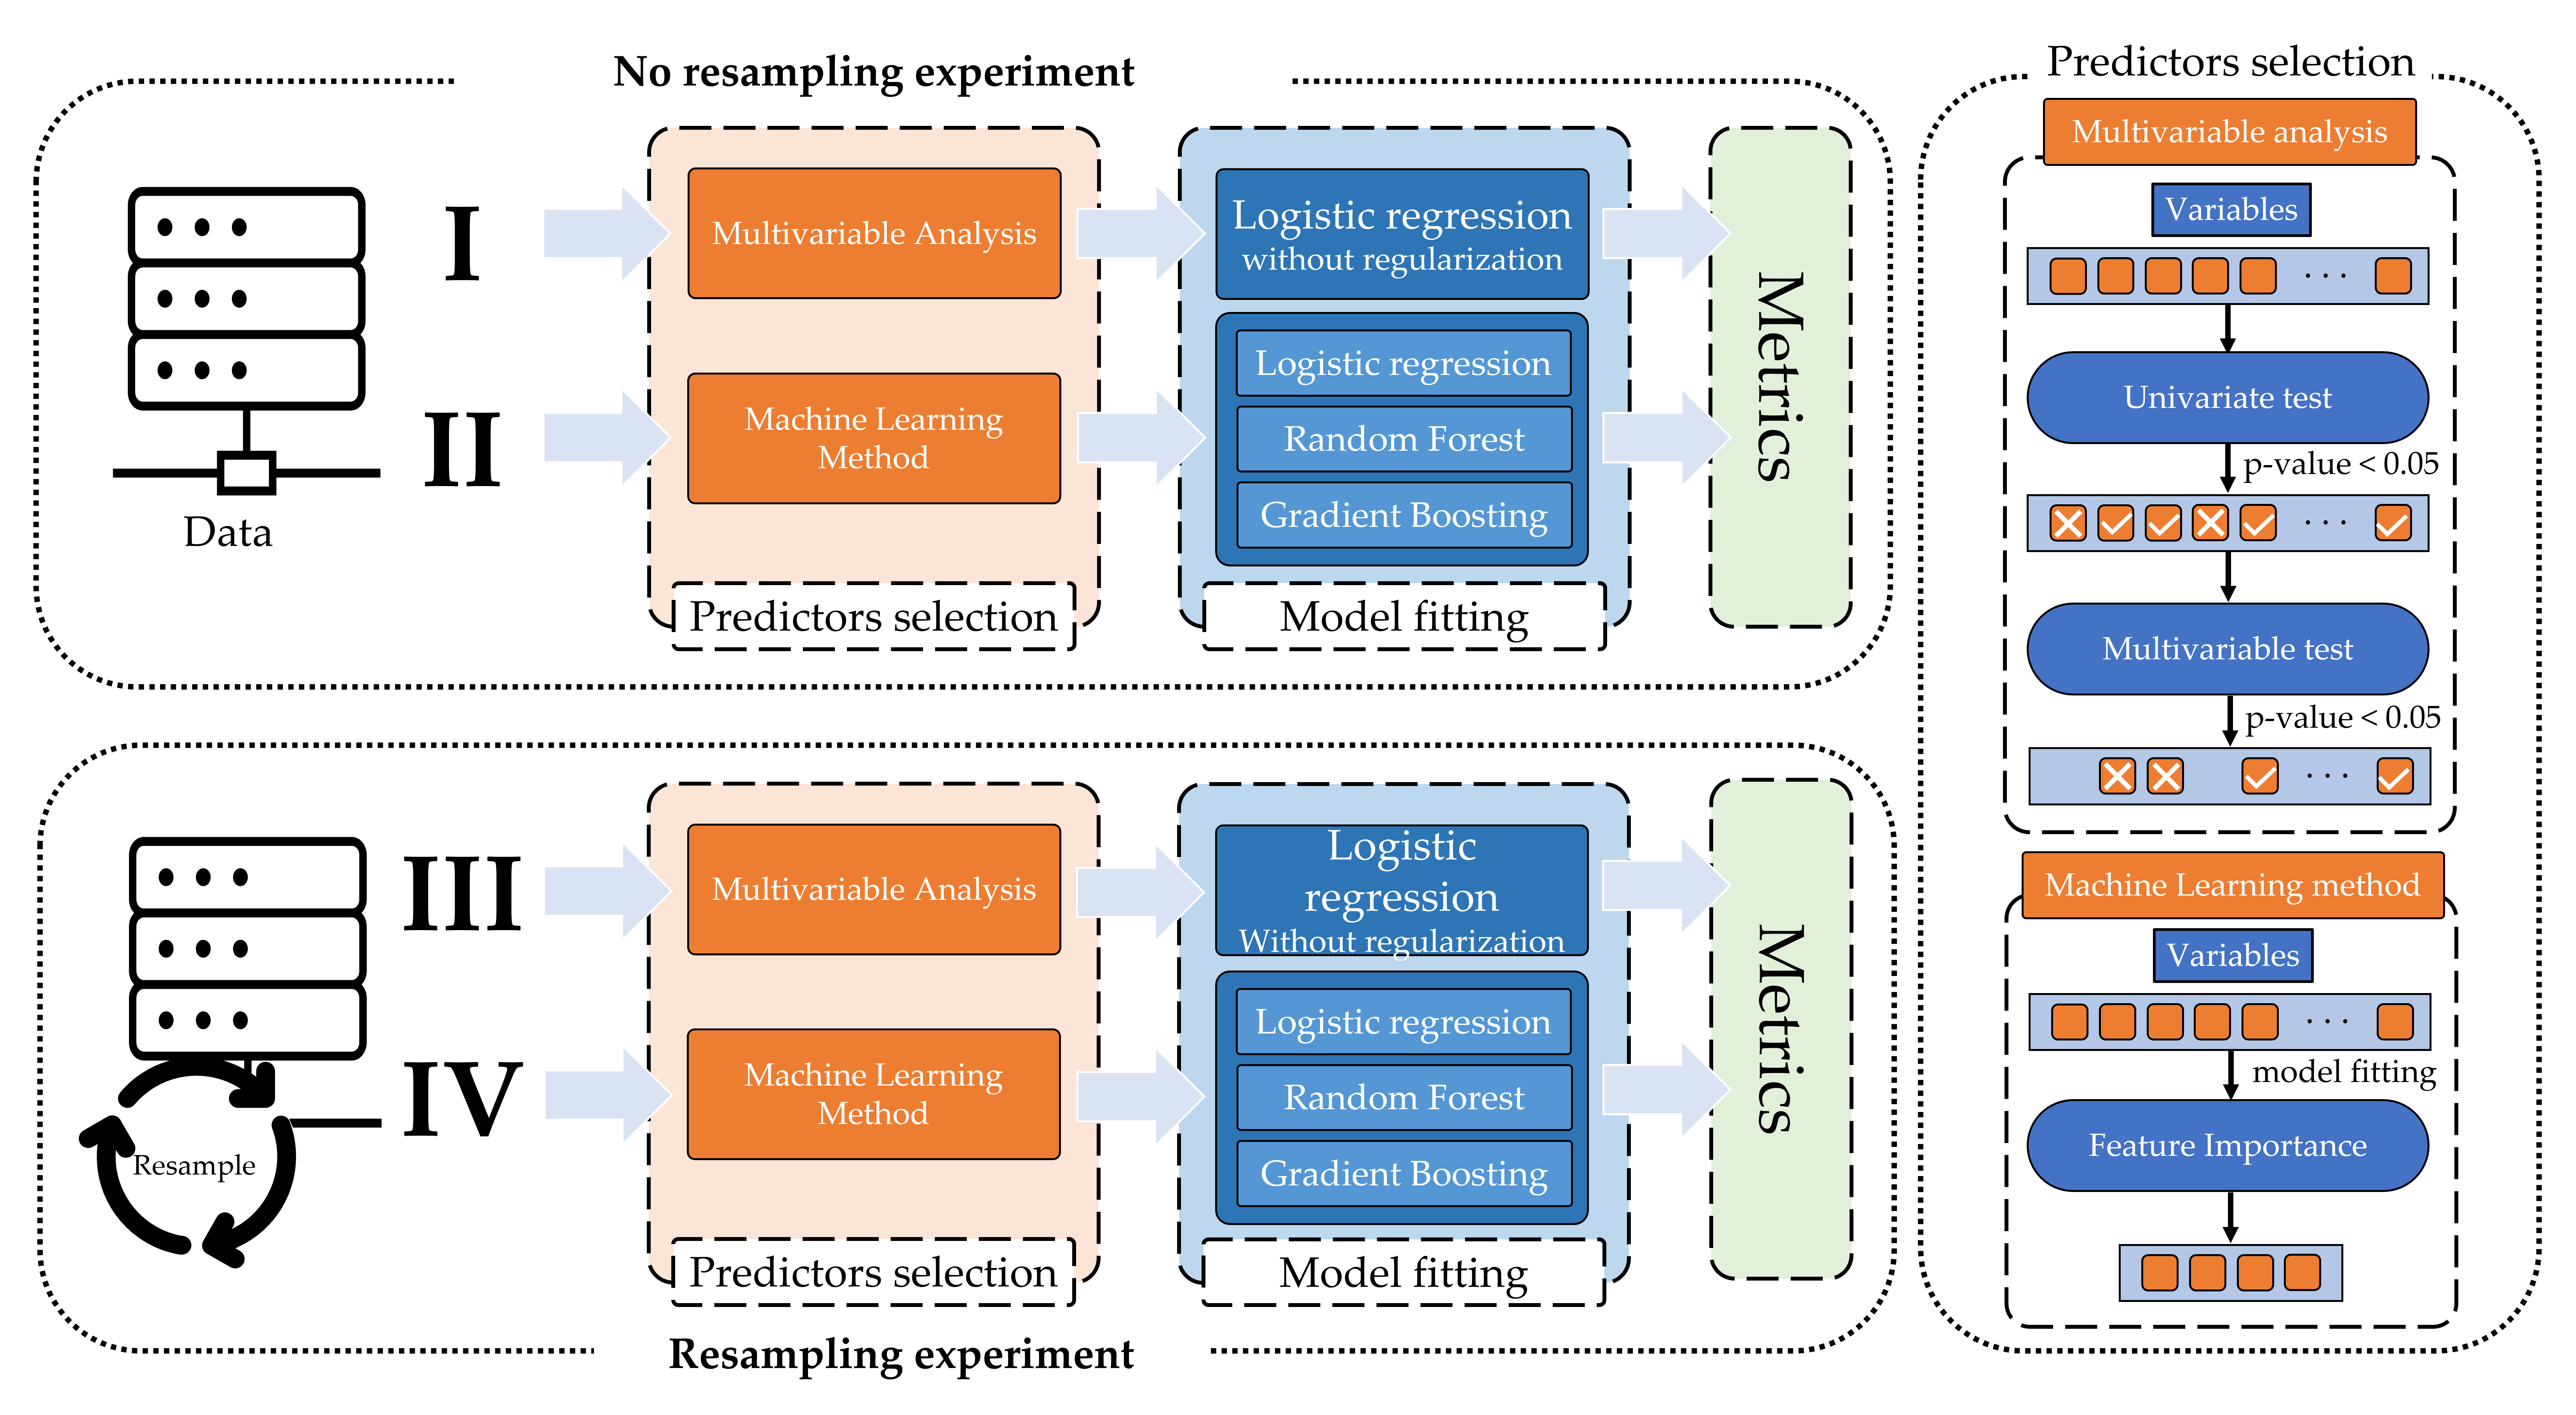 No resampling experiment
I
Multivariable Analysis
Logistic regression
without regularization
II
Machine Learning
Method
Logistic regression
Random Forest
Gradient Boosting
Metrics
Data
Predictors selection
Model fitting
III
Multivariable Analysis
Logistic
regression
Without regularization
IV
Machine Learning
Method
Logistic regression
Random Forest
Gradient Boosting
Metrics
Resample
Predictors selection
Model fitting
Resampling experiment
Predictors selection
Multivariable analysis
Variables
. . .
Univariate test
p-value < 0.05
. . .
Multivariable test
p-value < 0.05
. . .
Machine Learning method
Variables
. . .
model fitting
Feature Importance